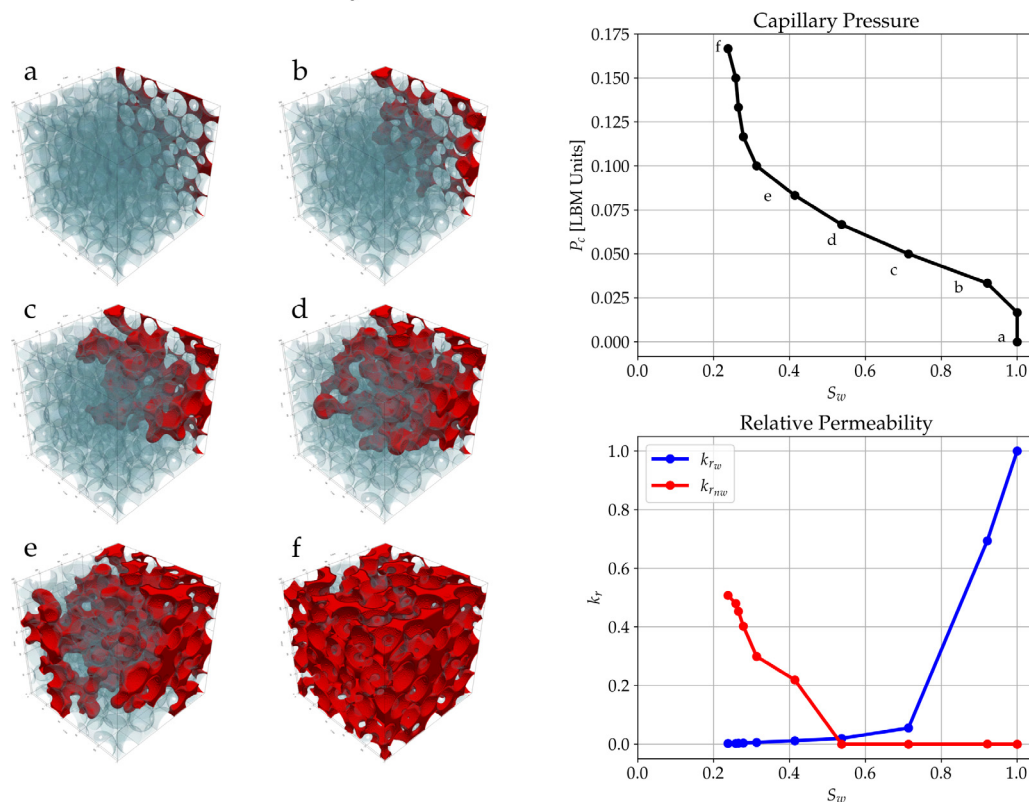 a
b
c
d
e
f
Capillary Pressure
0.175
0.150
0.125
0.100
0.075
0.050
0.025
0.000
P_c [LBM Units]
f
e
d
c
b
a
0.0 0.2 0.4 0.6 0.8 1.0
S_w
Relative Permeability
1.0
0.8
0.6
0.4
0.2
0.0
k_r
k_{r_w}
k_{r_{nw}}
0.0 0.2 0.4 0.6 0.8 1.0
S_w